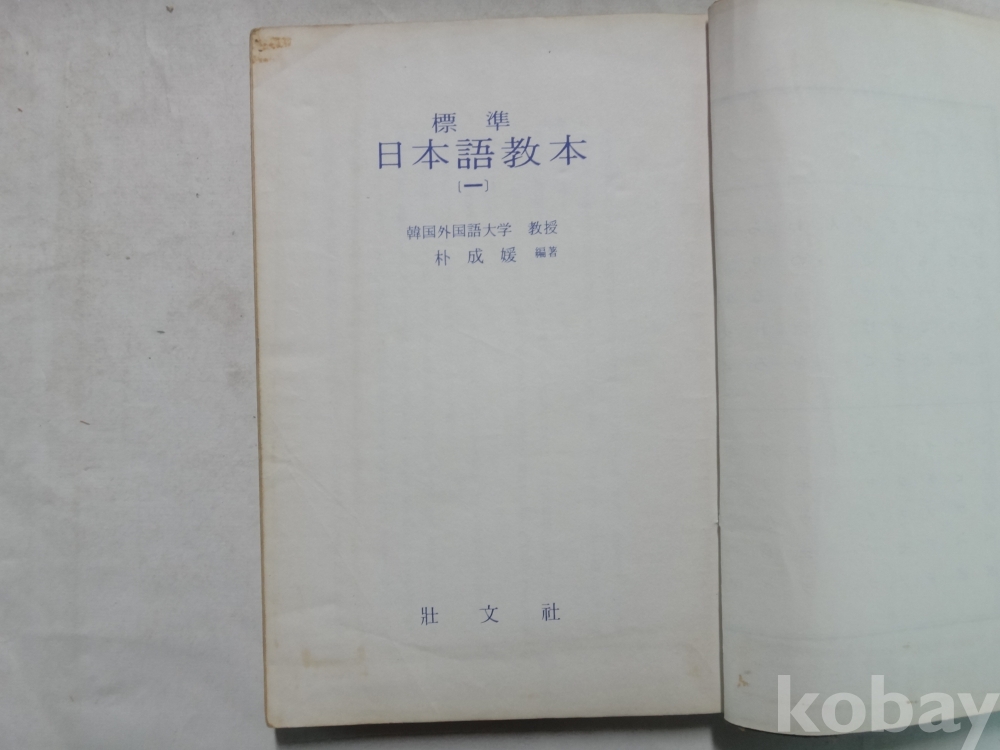 標準
日本語教本
〔一〕
韓国外国語大学 教授
朴成媛 編著
壯文社
kobay